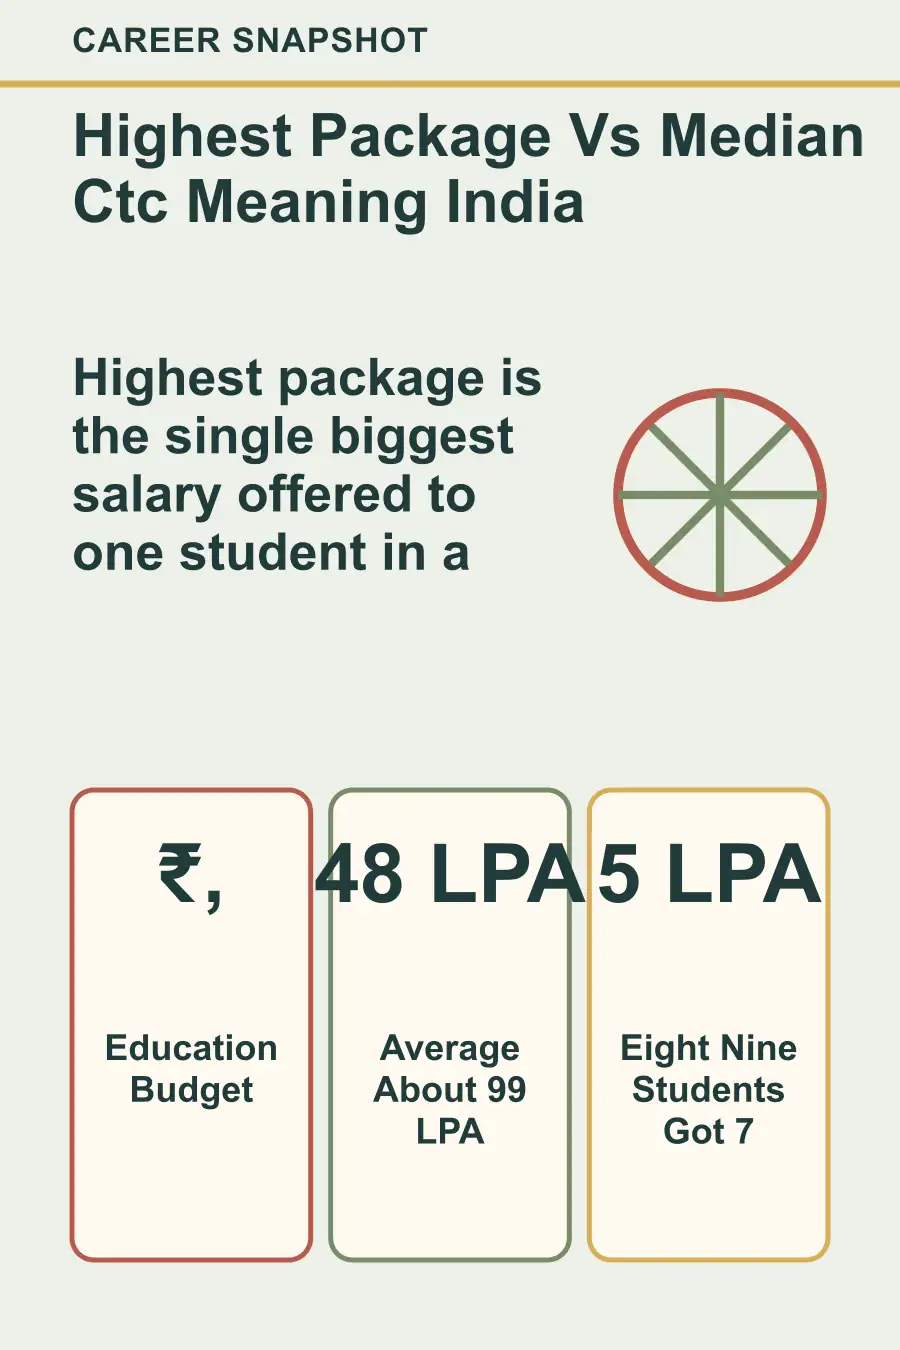 CAREER SNAPSHOT
Highest Package Vs Median
Ctc Meaning India
Highest package is
the single biggest
salary offered to
one student in a
₹,
Education
Budget
48 LPA
Average
About 99
LPA
5 LPA
Eight Nine
Students
Got 7